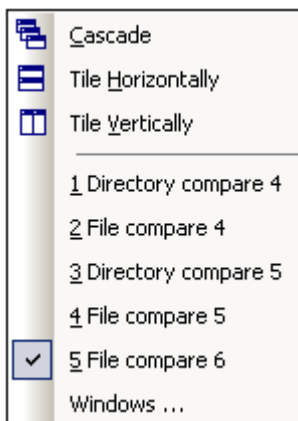 Cascade
Tile Horizontally
Tile Vertically
1 Directory compare 4
2 File compare 4
3 Directory compare 5
4 File compare 5
5 File compare 6
Windows ...